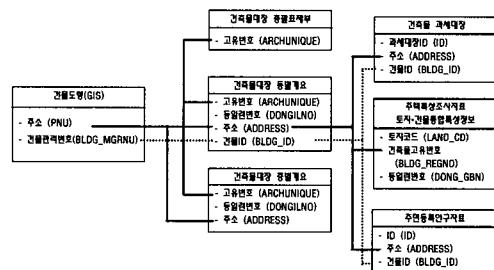 건물도형(GIS)
- 주소 (PNU)
- 건물관리번호(BLDG_MGRNU)
건축물대장 총괄표제부
- 고유번호 (ARCHUNIQUE)
건축물대장 동별개요
- 고유번호 (ARCHUNIQUE)
- 동일련번호 (DONGILNO)
- 주소 (ADDRESS)
- 건물ID (BLDG_ID)
건축물대장 층별개요
- 고유번호 (ARCHUNIQUE)
- 동일련번호 (DONGILNO)
- 주소 (ADDRESS)
건축물 과세대장
- 과세대장ID (ID)
- 주소 (ADDRESS)
- 건물ID (BLDG_ID)
주택특성조사자료
토지·건물종합특성정보
- 토지코드 (LAND_CD)
- 건축물고유번호
(BLDG_REGNO)
- 동일련번호 (DONG_GBN)
주민등록인구자료
- ID (ID)
- 주소 (ADDRESS)
- 건물ID (BLDG_ID)